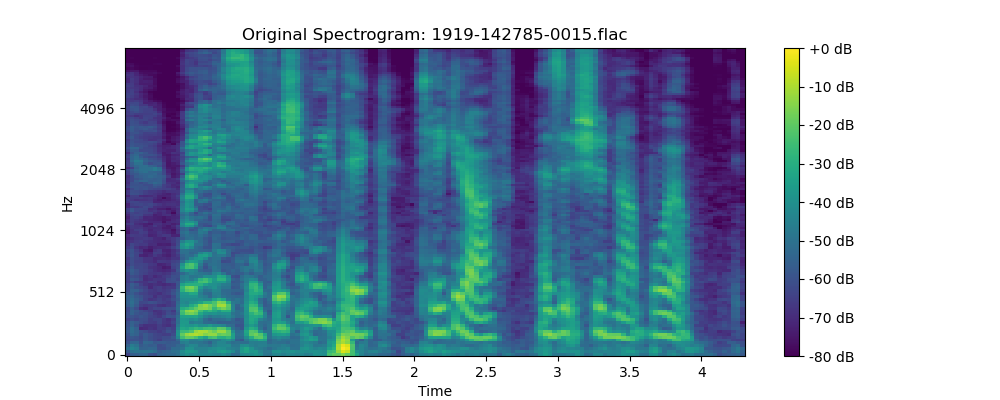 Original Spectrogram: 1919-142785-0015.flac
Hz
4096
2048
1024
512
0
0 0.5 1 1.5 2 2.5 3 3.5 4
Time
+0 dB
-10 dB
-20 dB
-30 dB
-40 dB
-50 dB
-60 dB
-70 dB
-80 dB